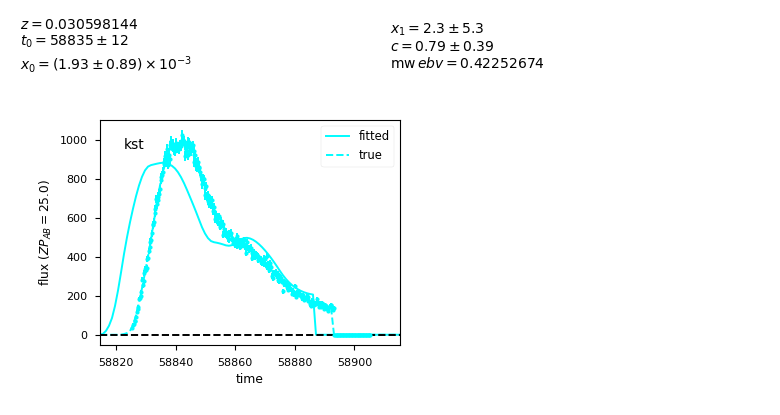 z = 0.030598144
t₀ = 58835 ± 12
x₀ = (1.93 ± 0.89) × 10⁻³
x₁ = 2.3 ± 5.3
c = 0.79 ± 0.39
mw ebv = 0.42252674
kst
fitted
true
flux (ZP_AB = 25.0)
1000
800
600
400
200
0
58820 58840 58860 58880 58900
time